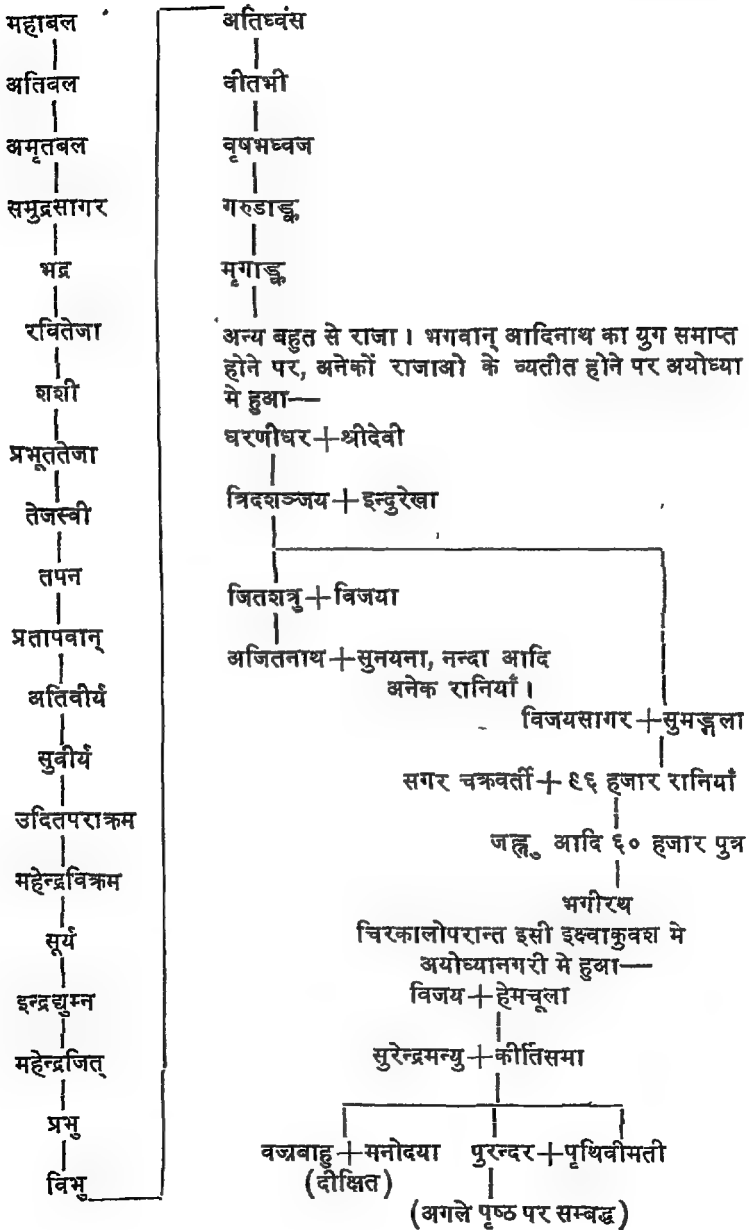 महाबल
अतिबल
अमृतबल
समुद्रसागर
भद्र
रवितेजा
शशी
प्रभूततेजा
तेजस्वी
तपन
प्रतापवान्
अतिवीर्य
सुवीर्य
उदितपराक्रम
महेन्द्रविक्रम
सूर्य
इन्द्रद्युम्न
महेन्द्रजित्
प्रभु
विभु
अतिध्वंस
वीतभी
वृषभध्वज
गरुडाङ्क
मृगाङ्क
अन्य बहुत से राजा । भगवान् आदिनाथ का युग समाप्त
होने पर, अनेकों राजाओ के व्यतीत होने पर अयोध्या
मे हुआ—
धरणीधर+श्रीदेवी
त्रिदशञ्जय+इन्दुरेखा
जितशत्रु+विजया
अजितनाथ+सुनयना, नन्दा आदि
अनेक रानियाँ ।
विजयसागर+सुमङ्गला
सगर चक्रवर्ती+९६ हजार रानियाँ
जह्नु आदि ६० हजार पुत्र
भगीरथ
चिरकालोपरान्त इसी इक्ष्वाकुवश मे
अयोध्यानगरी मे हुआ—
विजय+हेमचूला
सुरेन्द्रमन्यु+कीर्तिसमा
वज्रबाहु+मनोदया पुरन्दर+पृथिवीमती
(दीक्षित)
(अगले पृष्ठ पर सम्बद्ध)